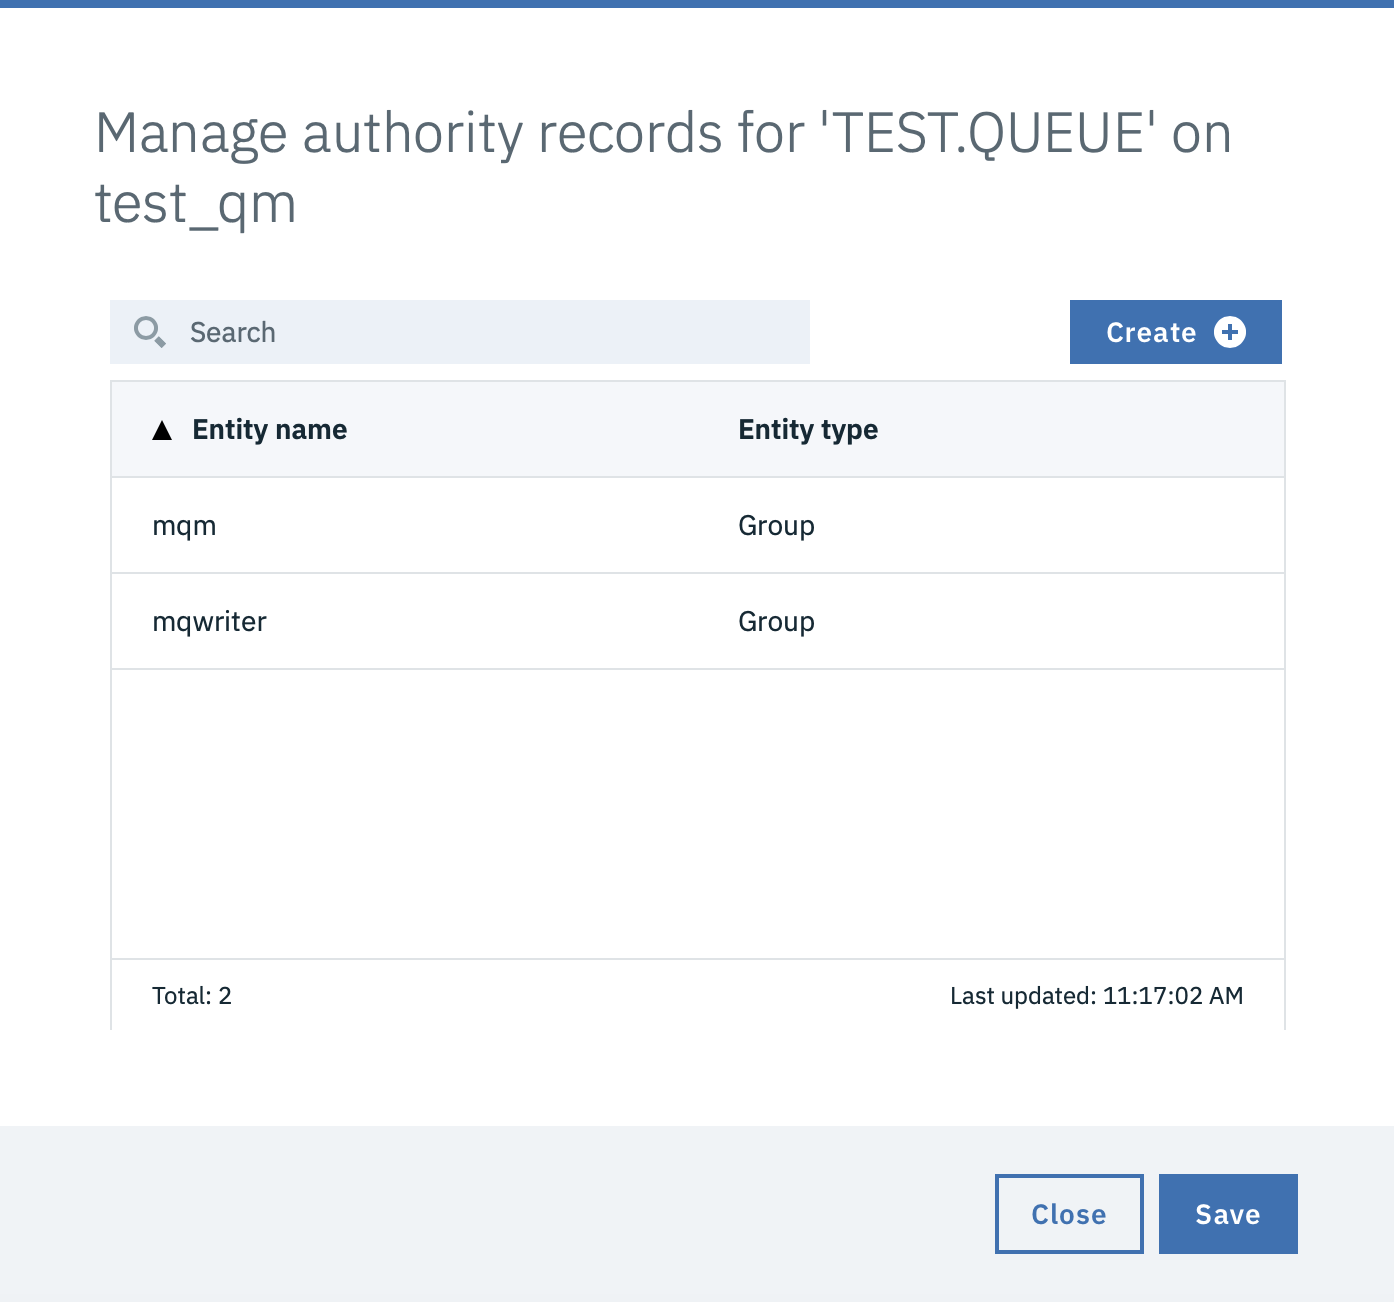 Manage authority records for 'TEST.QUEUE' on
test_qm
Search
Create
Entity name Entity type
mqm Group
mqwriter Group
Total: 2 Last updated: 11:17:02 AM
Close Save